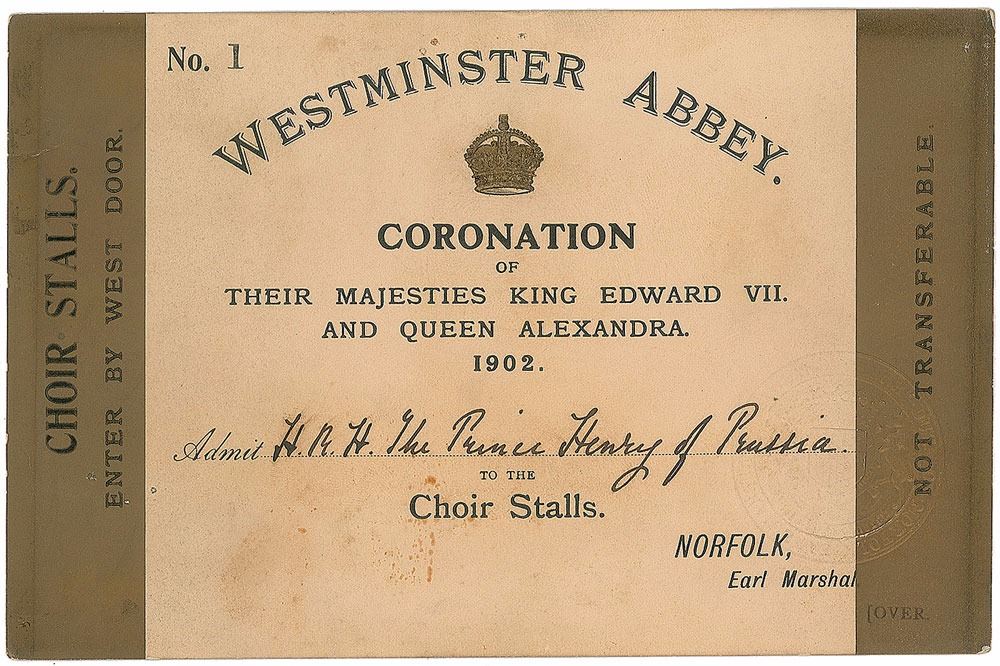 No. 1
WESTMINSTER ABBEY.
CORONATION
OF
THEIR MAJESTIES KING EDWARD VII.
AND QUEEN ALEXANDRA.
1902.
Admit H. R. H. The Prince Henry of Prussia.
TO THE
Choir Stalls.
NORFOLK,
Earl Marshal
[OVER.
CHOIR STALLS.
ENTER BY WEST DOOR.
NOT TRANSFERABLE.